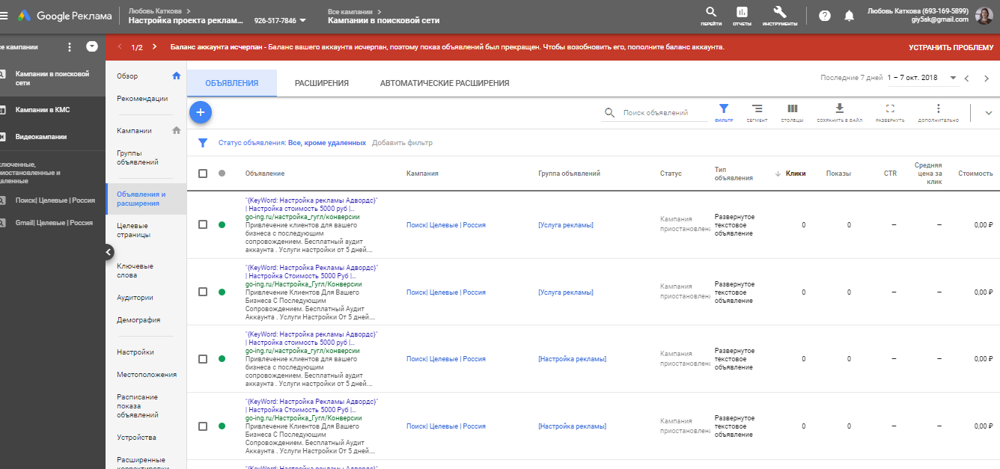 Google Реклама
Любовь Каткова
Настройка проекта реклам... 926-517-7846
Все кампании
Кампании в поисковой сети
ПЕРЕЙТИ
ОТЧЕТЫ
ИНСТРУМЕНТЫ
Любовь Каткова (693-169-5899)
giy5sk@gmail.com
се кампании
1/2
Баланс аккаунта исчерпан - Баланс вашего аккаунта исчерпан, поэтому показ объявлений был прекращен. Чтобы возобновить его, пополните баланс аккаунта.
УСТРАНИТЬ ПРОБЛЕМУ
Кампании в поисковой
сети
Кампании в КМС
Видеокампании
ключенные,
риостановленные и
даленные
Поиск| Целевые | Россия
Gmail| Целевые | Россия
Обзор
Рекомендации
Кампании
Группы
объявлений
Объявления и
расширения
Целевые
страницы
Ключевые
слова
Аудитории
Демография
Настройки
Местоположения
Расписание
показа
объявлений
Устройства
Расширенные
корректировки
ОБЪЯВЛЕНИЯ
РАСШИРЕНИЯ
АВТОМАТИЧЕСКИЕ РАСШИРЕНИЯ
Последние 7 дней 1 – 7 окт. 2018
Поиск объявлений
ФИЛЬТР
СЕГМЕНТ
СТОЛБЦЫ
СОХРАНИТЬ В ФАЙЛ
РАЗВЕРНУТЬ
ДОПОЛНИТЕЛЬНО
Статус объявления: Все, кроме удаленных Добавить фильтр
Объявление
Кампания
Группа объявлений
Статус
Тип
объявления
Клики
Показы
CTR
Средняя
цена за
клик
Стоимость
"{KeyWord: Настройка рекламы Адвордс}"
| Настройка стоимость 5000 руб |...
go-ing.ru/настройка_гугл/конверсии
Привлечение клиентов для вашего
бизнеса с последующим
сопровождением. Бесплатный аудит
аккаунта . Услуги настройки от 5 дней....
Поиск| Целевые | Россия
[Услуга рекламы]
Кампания
приостановлена
Развернутое
текстовое
объявление
0
0
–
–
0,00 ₽
"{KeyWord: Настройка Рекламы Адвордс}"
| Настройка Стоимость 5000 Руб |...
go-ing.ru/Настройка_Гугл/Конверсии
Привлечение Клиентов Для Вашего
Бизнеса С Последующим
Сопровождением. Бесплатный Аудит
Аккаунта . Услуги Настройки От 5 Дней....
Поиск| Целевые | Россия
[Услуга рекламы]
Кампания
приостановлена
Развернутое
текстовое
объявление
0
0
–
–
0,00 ₽
"{KeyWord: Настройка рекламы Адвордс}"
| Настройка стоимость 5000 руб |...
go-ing.ru/настройка_гугл/конверсии
Привлечение клиентов для вашего
бизнеса с последующим
сопровождением. Бесплатный аудит
аккаунта . Услуги настройки от 5 дней....
Поиск| Целевые | Россия
[Настройка рекламы]
Кампания
приостановлена
Развернутое
текстовое
объявление
0
0
–
–
0,00 ₽
"{KeyWord: Настройка Рекламы Адвордс}"
| Настройка Стоимость 5000 Руб |...
go-ing.ru/Настройка_Гугл/Конверсии
Привлечение Клиентов Для Вашего
Бизнеса С Последующим
Сопровождением. Бесплатный Аудит
Аккаунта . Услуги Настройки От 5 Дней....
Поиск| Целевые | Россия
[Настройка рекламы]
Кампания
приостановлена
Развернутое
текстовое
объявление
0
0
–
–
0,00 ₽
"{KeyWord: Настройка рекламы Адвордс}"